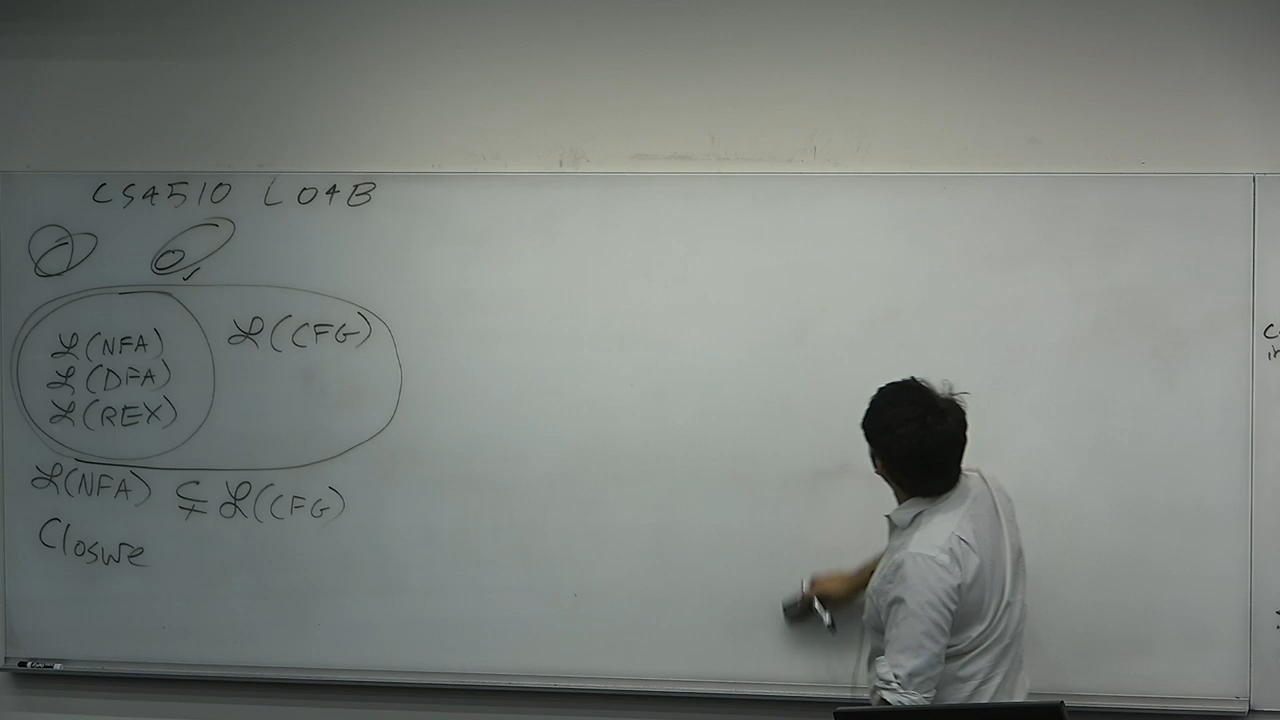 CS4510 L04B
ℒ(NFA)
ℒ(DFA)
ℒ(REX)
ℒ(CFG)
ℒ(NFA) ⊊ ℒ(CFG)
Closure